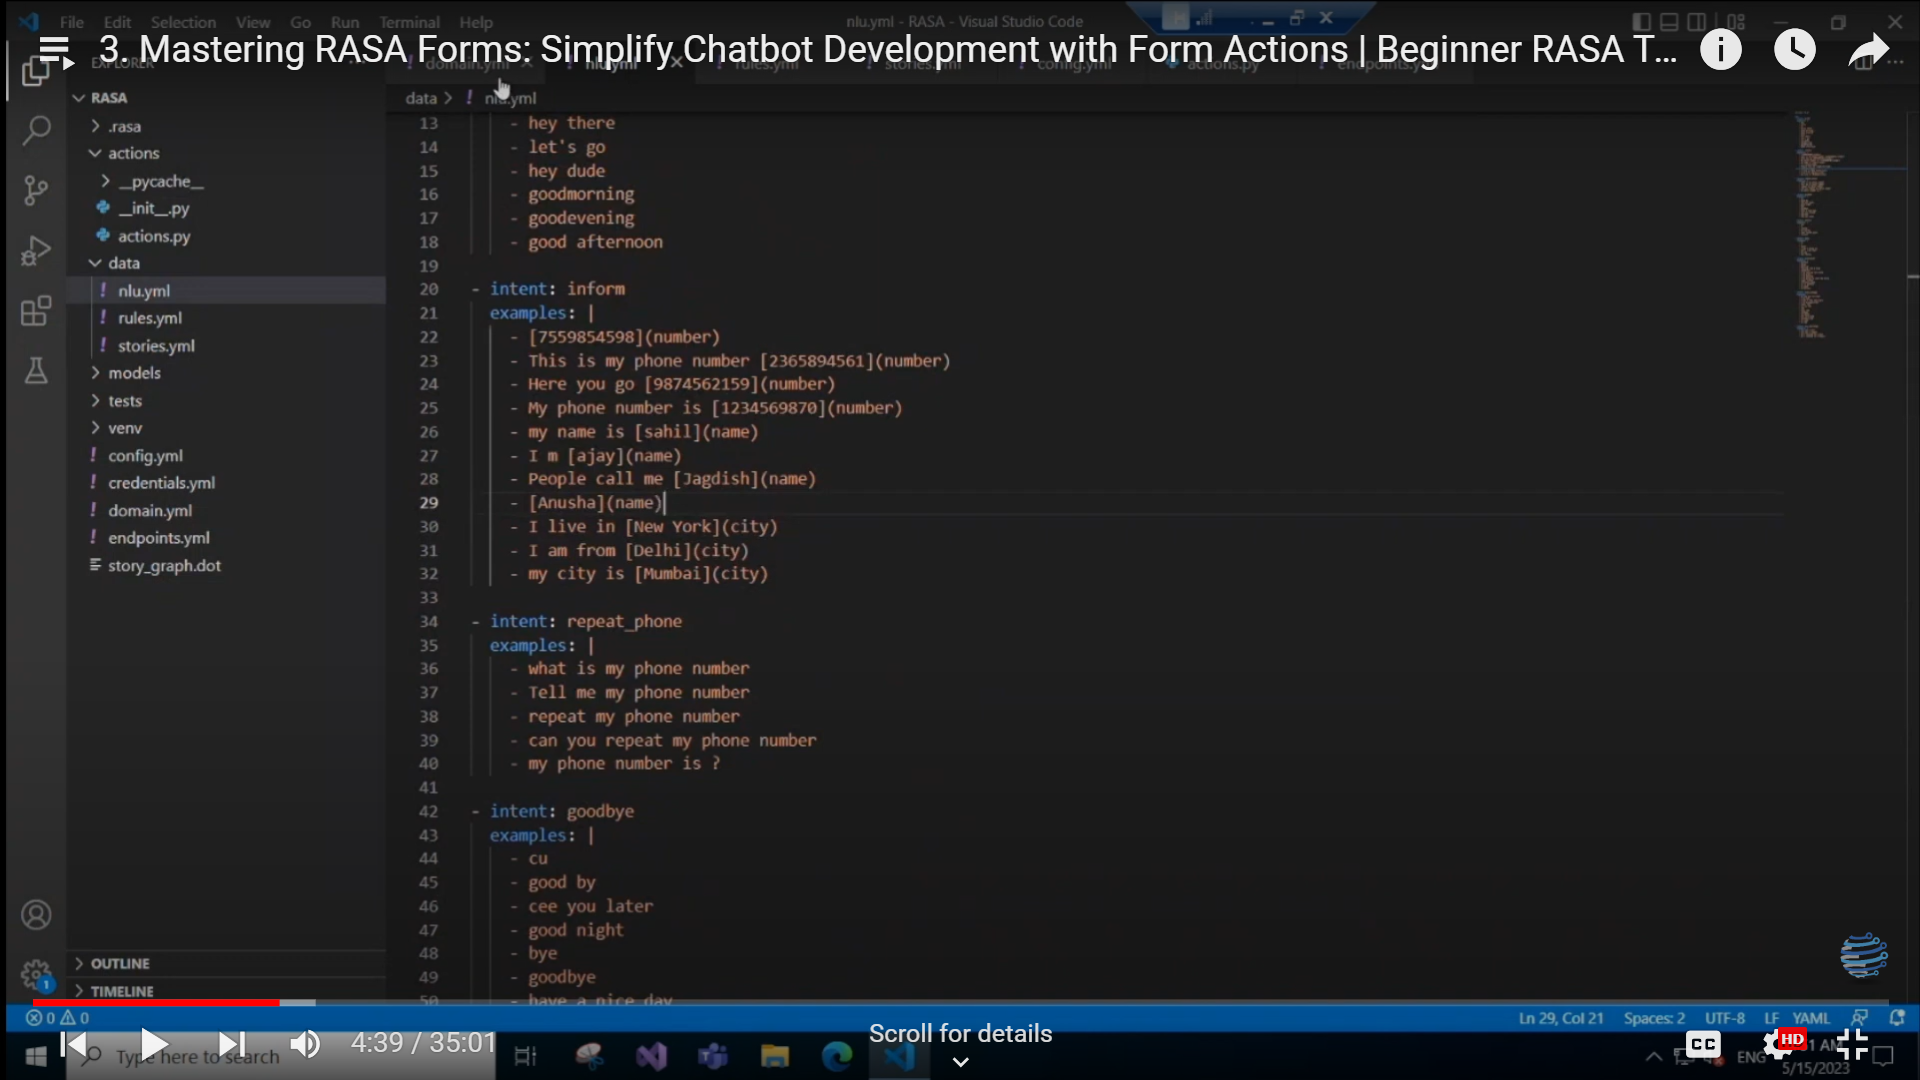 File Edit Selection View Go Run Terminal Help
nlu.yml - RASA - Visual Studio Code
3. Mastering RASA Forms: Simplify Chatbot Development with Form Actions | Beginner RASA T...
EXPLORER
domain.yml
nlu.yml
rules.yml
stories.yml
config.yml
actions.py
endpoints.yml
RASA
.rasa
actions
__pycache__
__init__.py
actions.py
data
nlu.yml
rules.yml
stories.yml
models
tests
venv
config.yml
credentials.yml
domain.yml
endpoints.yml
story_graph.dot
OUTLINE
TIMELINE
data > ! nlu.yml
13 - hey there
14 - let's go
15 - hey dude
16 - goodmorning
17 - goodevening
18 - good afternoon
19
20 - intent: inform
21 examples: |
22 - [7559854598](number)
23 - This is my phone number [2365894561](number)
24 - Here you go [9874562159](number)
25 - My phone number is [1234569870](number)
26 - my name is [sahil](name)
27 - I m [ajay](name)
28 - People call me [Jagdish](name)
29 - [Anusha](name)
30 - I live in [New York](city)
31 - I am from [Delhi](city)
32 - my city is [Mumbai](city)
33
34 - intent: repeat_phone
35 examples: |
36 - what is my phone number
37 - Tell me my phone number
38 - repeat my phone number
39 - can you repeat my phone number
40 - my phone number is ?
41
42 - intent: goodbye
43 examples: |
44 - cu
45 - good by
46 - cee you later
47 - good night
48 - bye
49 - goodbye
50 - have a nice day
1
0 0
Ln 29, Col 21 Spaces: 2 UTF-8 LF YAML
4:39 / 35:01
Scroll for details
CC
HD
Type here to search
ENG
AM
5/15/2023